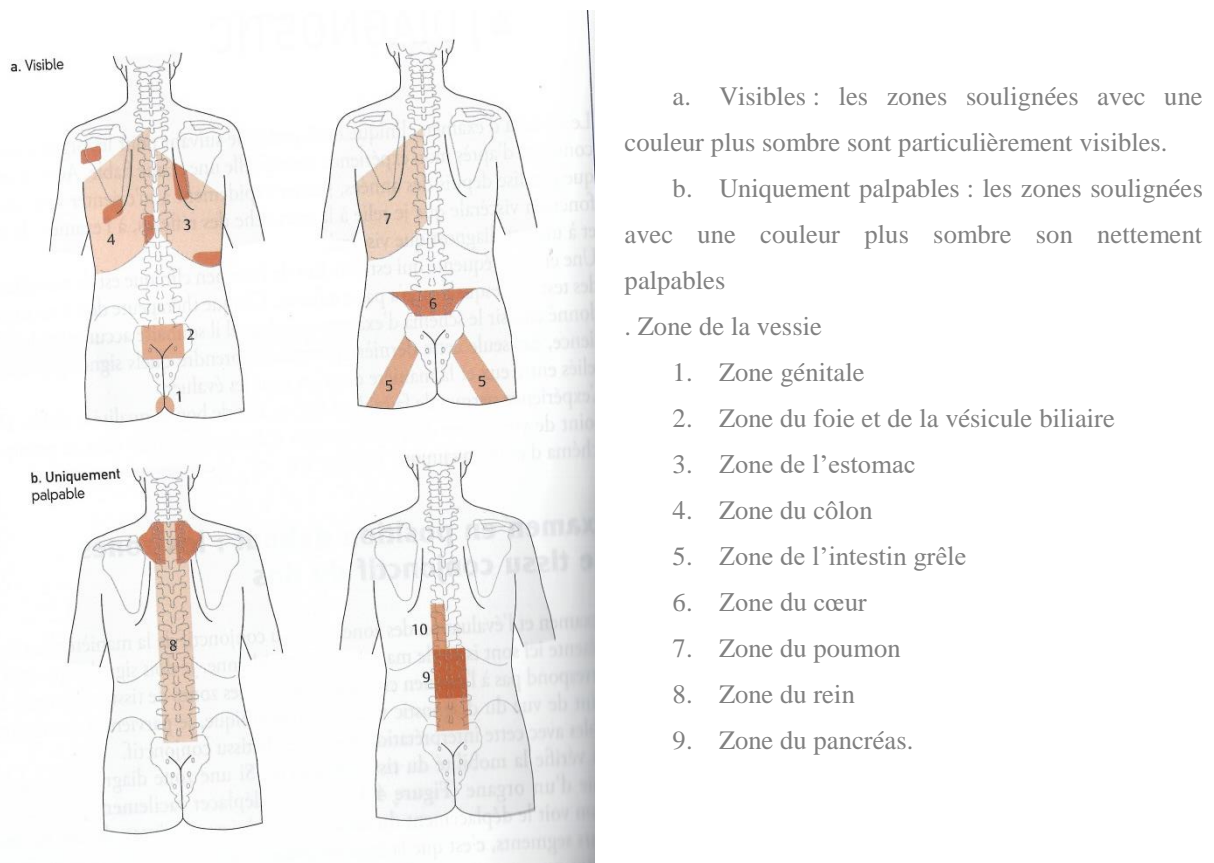 a. Visible
4
3
2
1
7
6
5
5
b. Uniquement
palpable
8
10
9
a. Visibles : les zones soulignées avec une
couleur plus sombre sont particulièrement visibles.
b. Uniquement palpables : les zones soulignées
avec une couleur plus sombre son nettement
palpables
. Zone de la vessie
1. Zone génitale
2. Zone du foie et de la vésicule biliaire
3. Zone de l’estomac
4. Zone du côlon
5. Zone de l’intestin grêle
6. Zone du cœur
7. Zone du poumon
8. Zone du rein
9. Zone du pancréas.